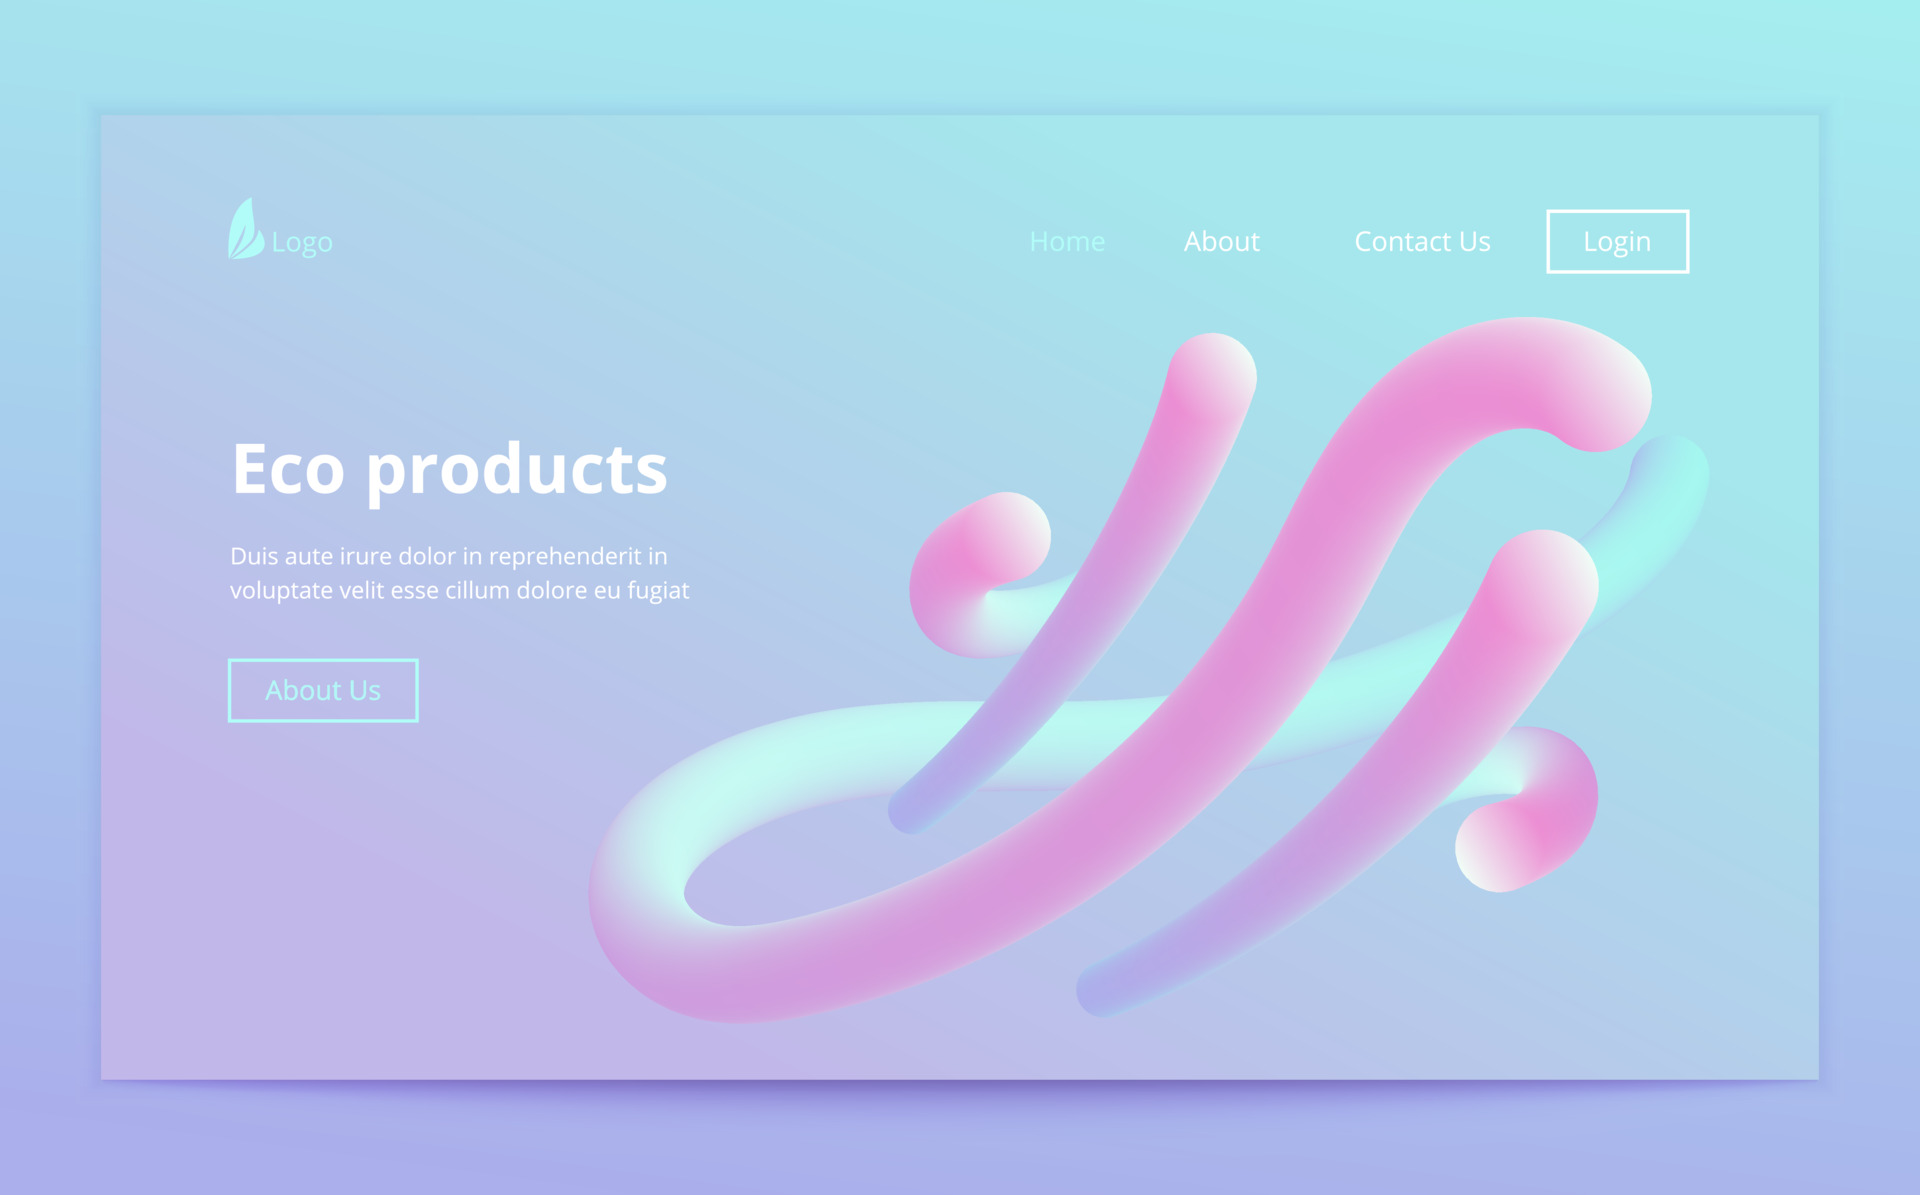 Logo
Home
About
Contact Us
Login
Eco products
Duis aute irure dolor in reprehenderit in
voluptate velit esse cillum dolore eu fugiat
About Us